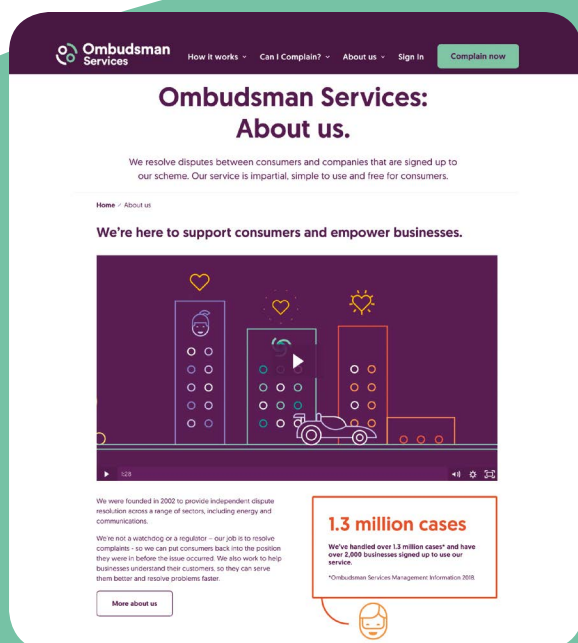 Ombudsman
Services
How it works
Can I Complain?
About us
Sign In
Complain now
Ombudsman Services:
About us.
We resolve disputes between consumers and companies that are signed up to
our scheme. Our service is impartial, simple to use and free for consumers.
Home / About us
We're here to support consumers and empower businesses.
1:28
We were founded in 2002 to provide independent dispute
resolution across a range of sectors, including energy and
communications.
We're not a watchdog or a regulator – our job is to resolve
complaints - so we can put consumers back into the position
they were in before the issue occurred. We also work to help
businesses understand their customers, so they can serve
them better and resolve problems faster.
More about us
1.3 million cases
We've handled over 1.3 million cases* and have
over 2,000 businesses signed up to use our
service.
*Ombudsman Services Management Information 2018.